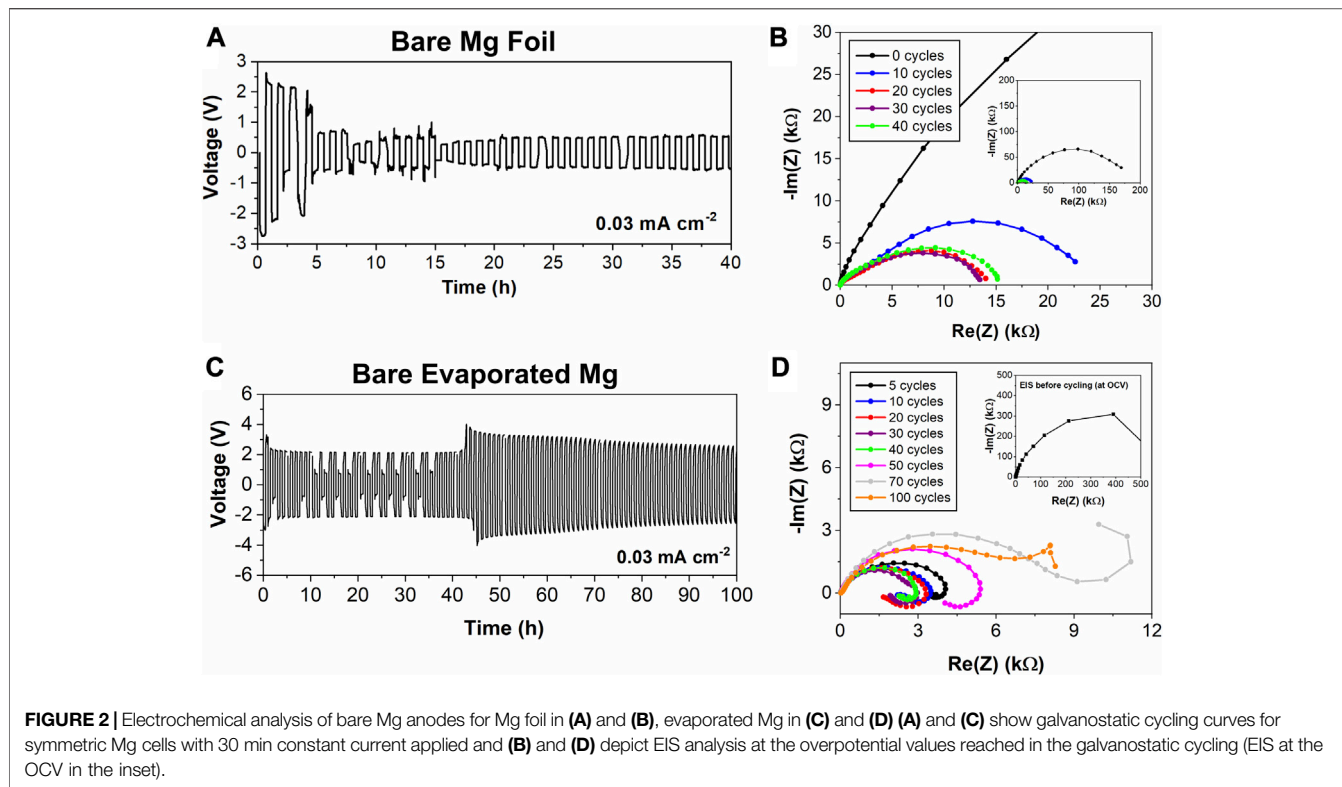 A
Bare Mg Foil
Voltage (V)
3
2
1
0
-1
-2
-3
0.03 mA cm⁻²
0 5 10 15 20 25 30 35 40
Time (h)
B
-Im(Z) (kΩ)
30
25
20
15
10
5
0
0 cycles
10 cycles
20 cycles
30 cycles
40 cycles
-Im(Z) (kΩ)
200
150
100
50
0
0 50 100 150 200
Re(Z) (kΩ)
0 5 10 15 20 25 30
Re(Z) (kΩ)
C
Bare Evaporated Mg
Voltage (V)
6
4
2
0
-2
-4
-6
0.03 mA cm⁻²
0 10 20 30 40 50 60 70 80 90 100
Time (h)
D
-Im(Z) (kΩ)
9
6
3
0
5 cycles
10 cycles
20 cycles
30 cycles
40 cycles
50 cycles
70 cycles
100 cycles
EIS before cycling (at OCV)
-Im(Z) (kΩ)
500
400
300
200
100
0
0 100 200 300 400 500
Re(Z) (kΩ)
0 3 6 9 12
Re(Z) (kΩ)
FIGURE 2 | Electrochemical analysis of bare Mg anodes for Mg foil in (A) and (B), evaporated Mg in (C) and (D) (A) and (C) show galvanostatic cycling curves for
symmetric Mg cells with 30 min constant current applied and (B) and (D) depict EIS analysis at the overpotential values reached in the galvanostatic cycling (EIS at the
OCV in the inset).